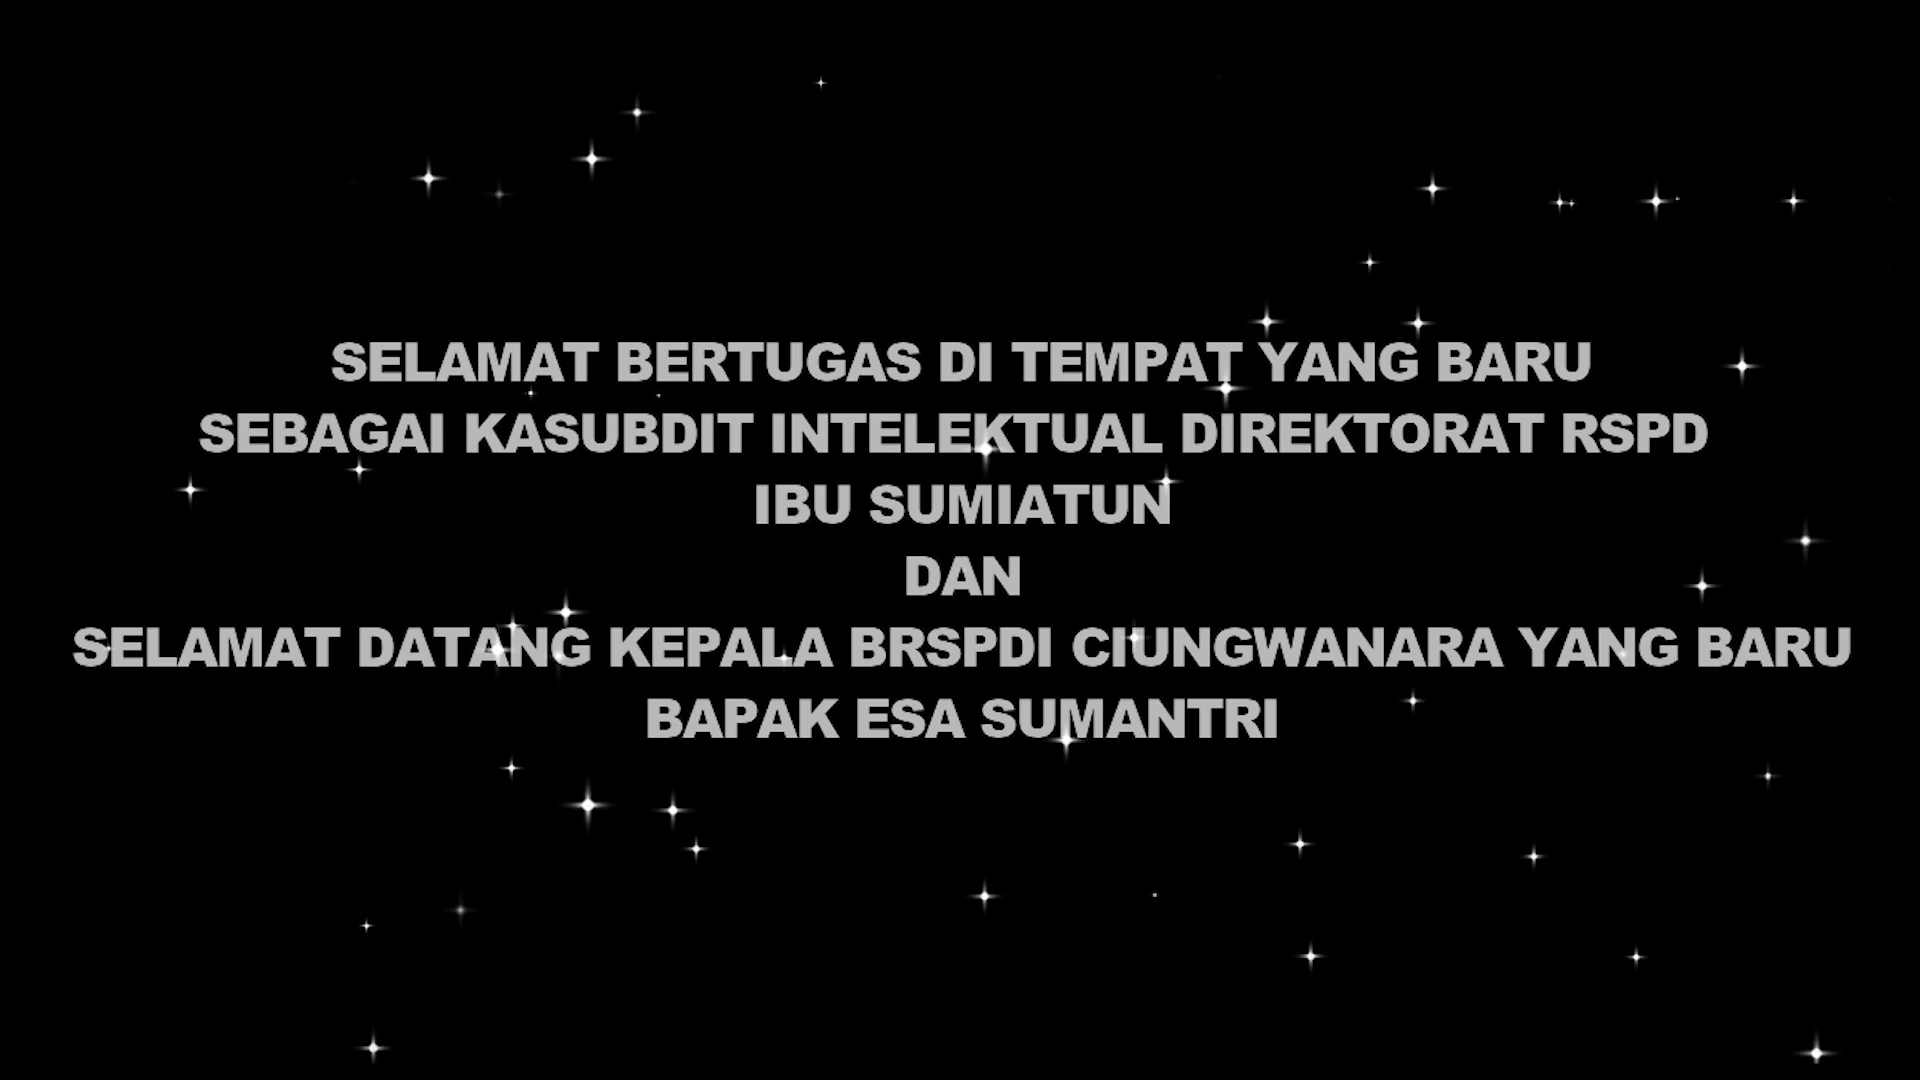 SELAMAT BERTUGAS DI TEMPAT YANG BARU
SEBAGAI KASUBDIT INTELEKTUAL DIREKTORAT RSPD
IBU SUMIATUN
DAN
SELAMAT DATANG KEPALA BRSPDI CIUNGWANARA YANG BARU
BAPAK ESA SUMANTRI